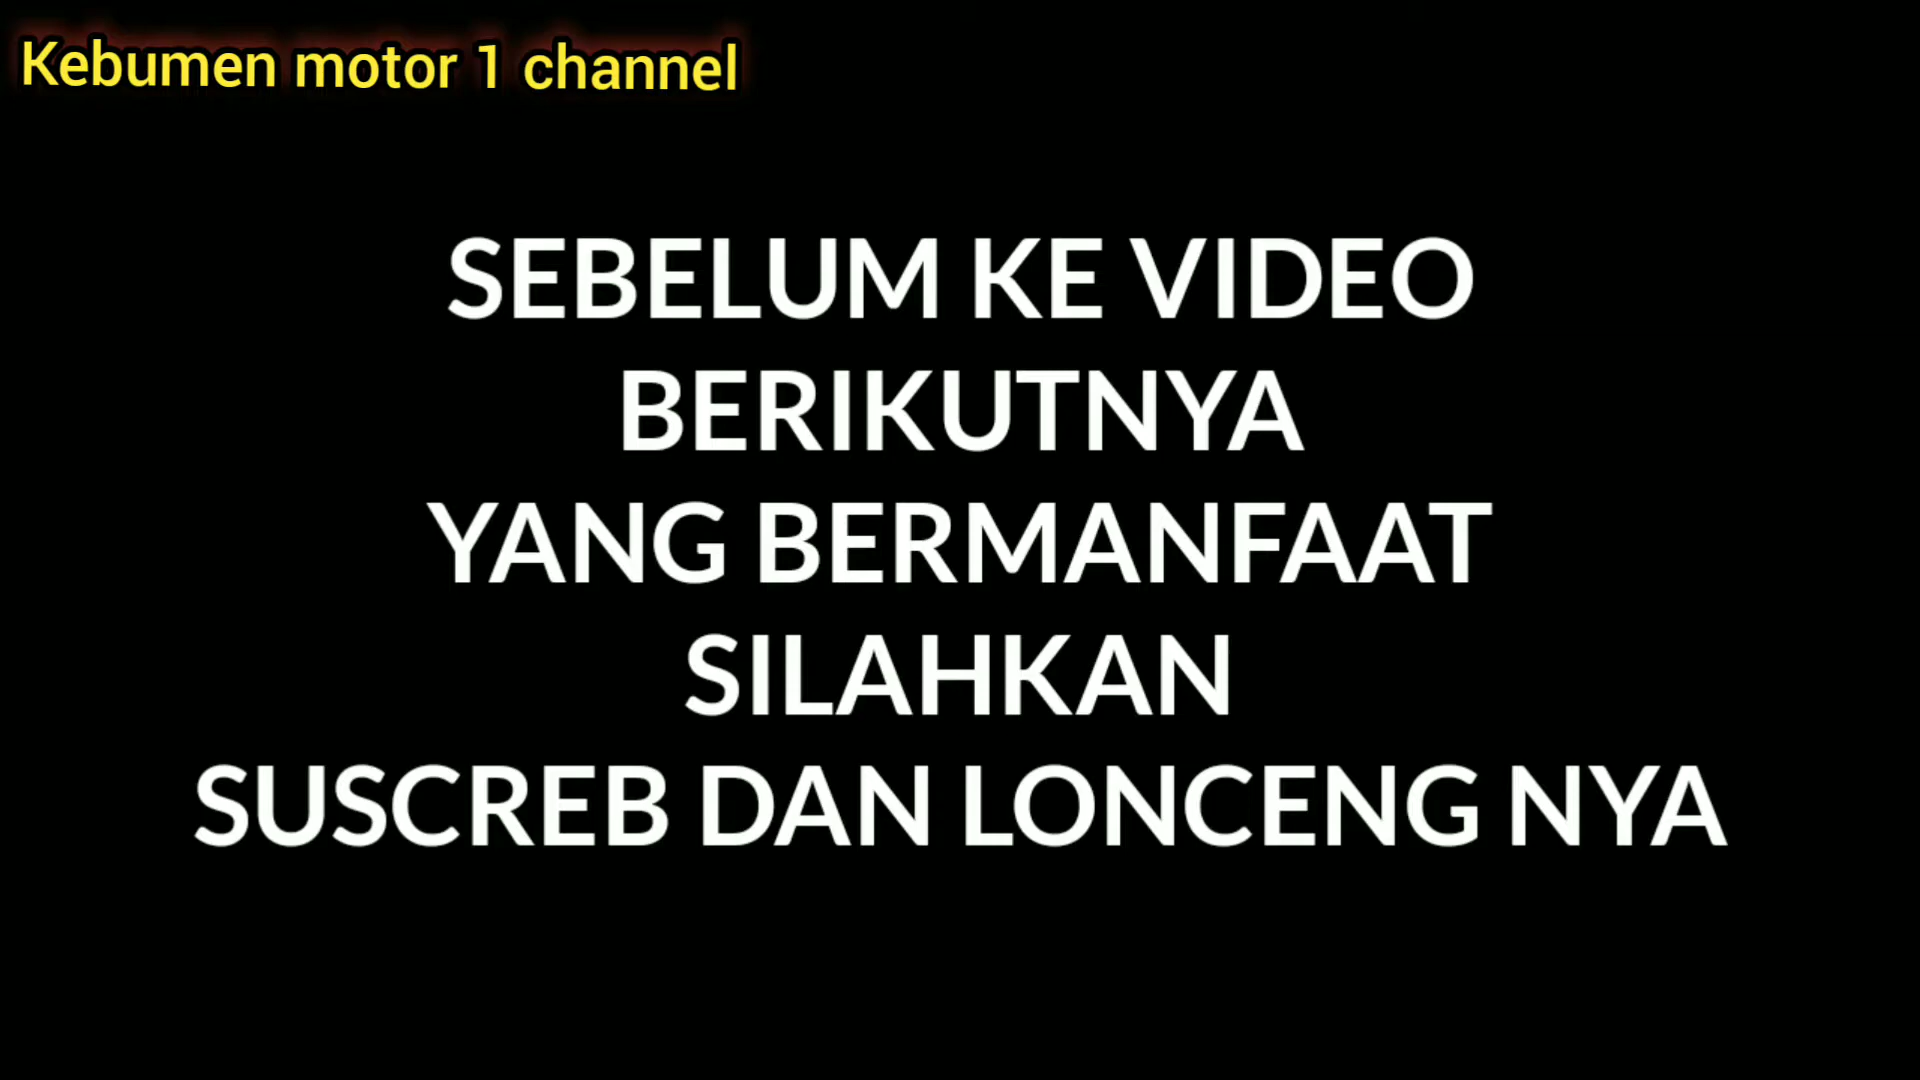 Kebumen motor 1 channel
SEBELUM KE VIDEO
BERIKUTNYA
YANG BERMANFAAT
SILAHKAN
SUSCREB DAN LONCENG NYA